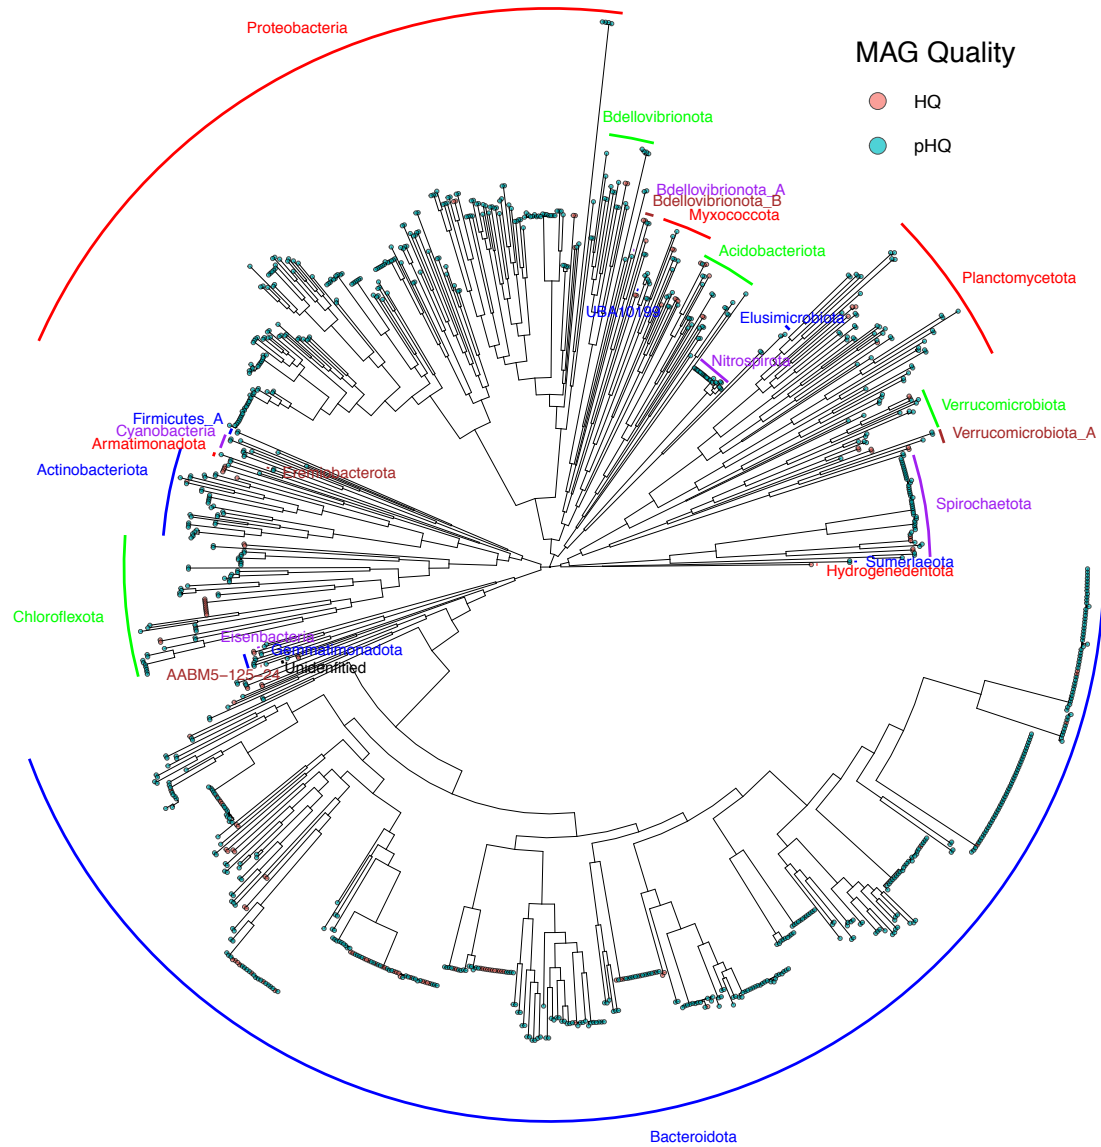 Proteobacteria
MAG Quality
HQ
pHQ
Bdellovibrionota
Bdellovibrionota_A
Bdellovibrionota_B
Myxococcota
Acidobacteriota
Planctomycetota
UBA10199
Elusimicrobiota
Nitrospirota
Verrucomicrobiota
Verrucomicrobiota_A
Firmicutes_A
Cyanobacteria
Armatimonadota
Actinobacteriota
Eremiobacterota
Spirochaetota
Sumerlaeota
Hydrogenedentota
Chloroflexota
Eisenbacteria
Gemmatimonadota
Unidenfitied
AABM5-125-24
Bacteroidota